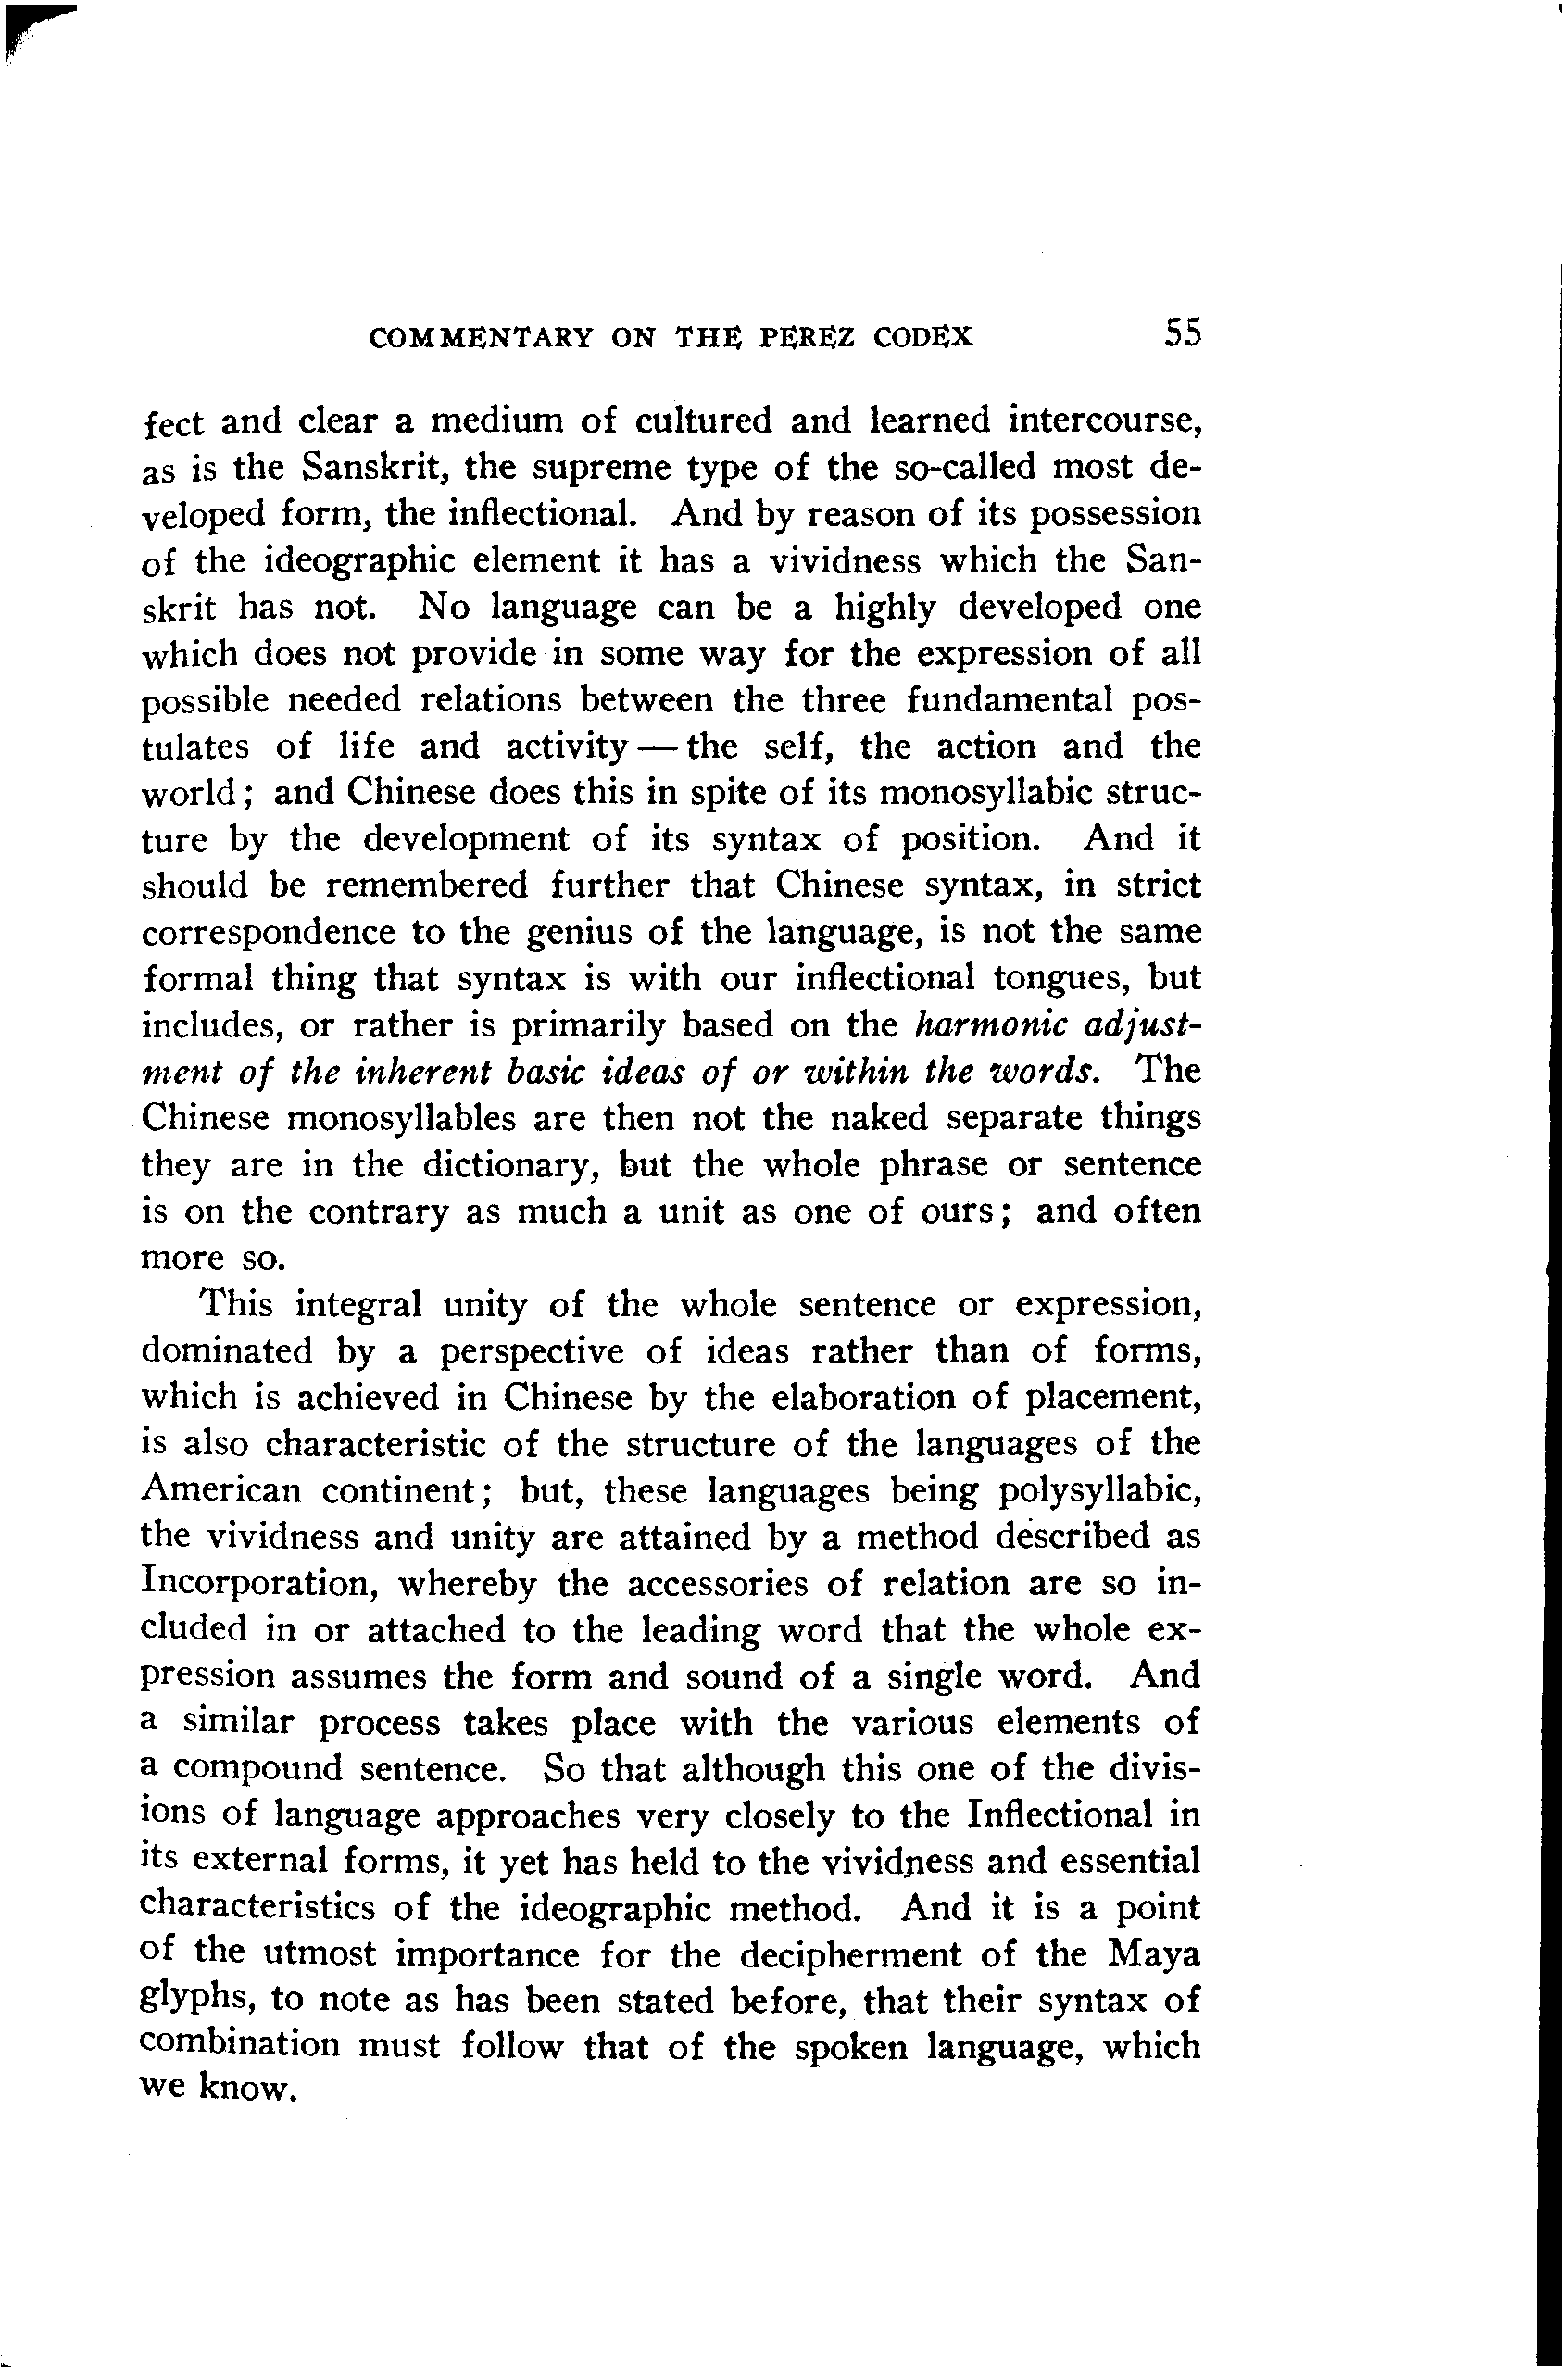 COMMENTARY ON THE PEREZ CODEX 55
fect and clear a medium of cultured and learned intercourse,
as is the Sanskrit, the supreme type of the so-called most de-
veloped form, the inflectional. And by reason of its possession
of the ideographic element it has a vividness which the San-
skrit has not. No language can be a highly developed one
which does not provide in some way for the expression of all
possible needed relations between the three fundamental pos-
tulates of life and activity — the self, the action and the
world; and Chinese does this in spite of its monosyllabic struc-
ture by the development of its syntax of position. And it
should be remembered further that Chinese syntax, in strict
correspondence to the genius of the language, is not the same
formal thing that syntax is with our inflectional tongues, but
includes, or rather is primarily based on the harmonic adjust-
ment of the inherent basic ideas of or within the words. The
Chinese monosyllables are then not the naked separate things
they are in the dictionary, but the whole phrase or sentence
is on the contrary as much a unit as one of ours; and often
more so.
This integral unity of the whole sentence or expression,
dominated by a perspective of ideas rather than of forms,
which is achieved in Chinese by the elaboration of placement,
is also characteristic of the structure of the languages of the
American continent; but, these languages being polysyllabic,
the vividness and unity are attained by a method described as
Incorporation, whereby the accessories of relation are so in-
cluded in or attached to the leading word that the whole ex-
pression assumes the form and sound of a single word. And
a similar process takes place with the various elements of
a compound sentence. So that although this one of the divis-
ions of language approaches very closely to the Inflectional in
its external forms, it yet has held to the vividness and essential
characteristics of the ideographic method. And it is a point
of the utmost importance for the decipherment of the Maya
glyphs, to note as has been stated before, that their syntax of
combination must follow that of the spoken language, which
we know.